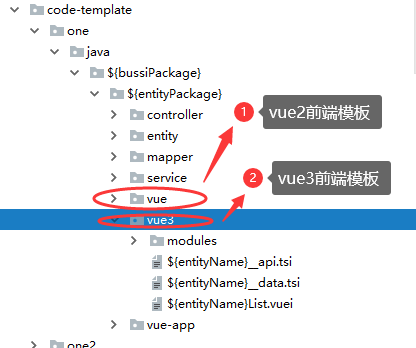 code-template
one
java
${bussiPackage}
${entityPackage}
controller
1 vue2前端模板
entity
mapper
service
2 vue3前端模板
vue
vue3
modules
${entityName}__api.tsi
${entityName}__data.tsi
${entityName}List.vuei
vue-app
one2